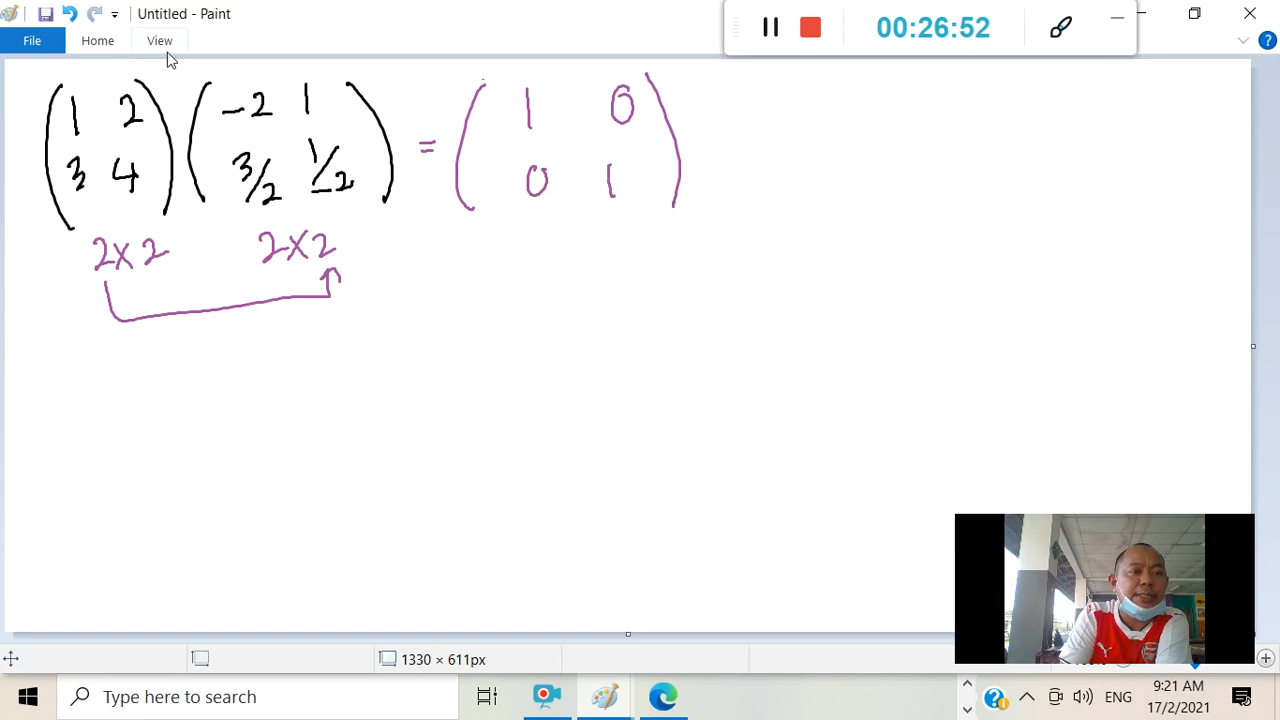 Untitled - Paint
00:26:52
File Home View
1 2 -2 1 = 1 0
3 4 3/2 1/2 0 1
2x2 2x2
1330 × 611px
Type here to search
ENG
9:21 AM
17/2/2021